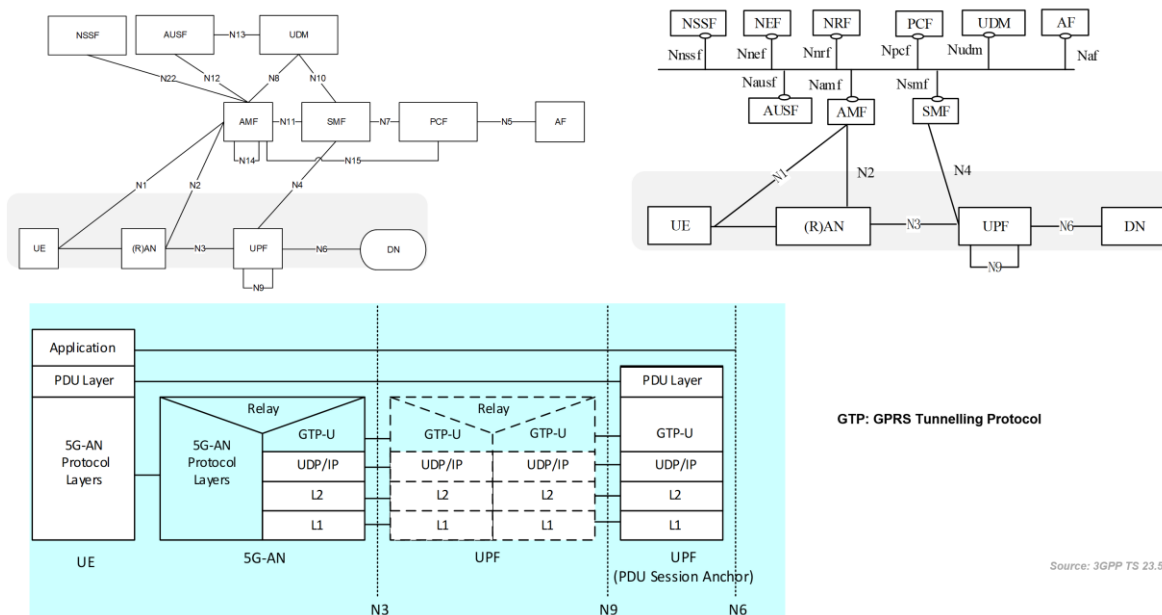 NSSF
AUSF
N13
UDM
N22
N12
N8
N10
AMF
N11
SMF
N7
PCF
N5
AF
N14
N15
N1
N2
N4
UE
(R)AN
N3
UPF
N6
DN
N9
NSSF
NEF
NRF
PCF
UDM
AF
Nnssf
Nnef
Nnrf
Npcf
Nudm
Naf
Nausf
Namf
Nsmf
AUSF
AMF
SMF
N1
N2
N4
UE
(R)AN
N3
UPF
N6
DN
N9
Application
PDU Layer
5G-AN
Protocol
Layers
UE
Relay
5G-AN
Protocol
Layers
GTP-U
UDP/IP
L2
L1
5G-AN
Relay
GTP-U
GTP-U
UDP/IP
UDP/IP
L2
L2
L1
L1
UPF
PDU Layer
GTP-U
UDP/IP
L2
L1
UPF
(PDU Session Anchor)
N3
N9
N6
GTP: GPRS Tunnelling Protocol
Source: 3GPP TS 23.5